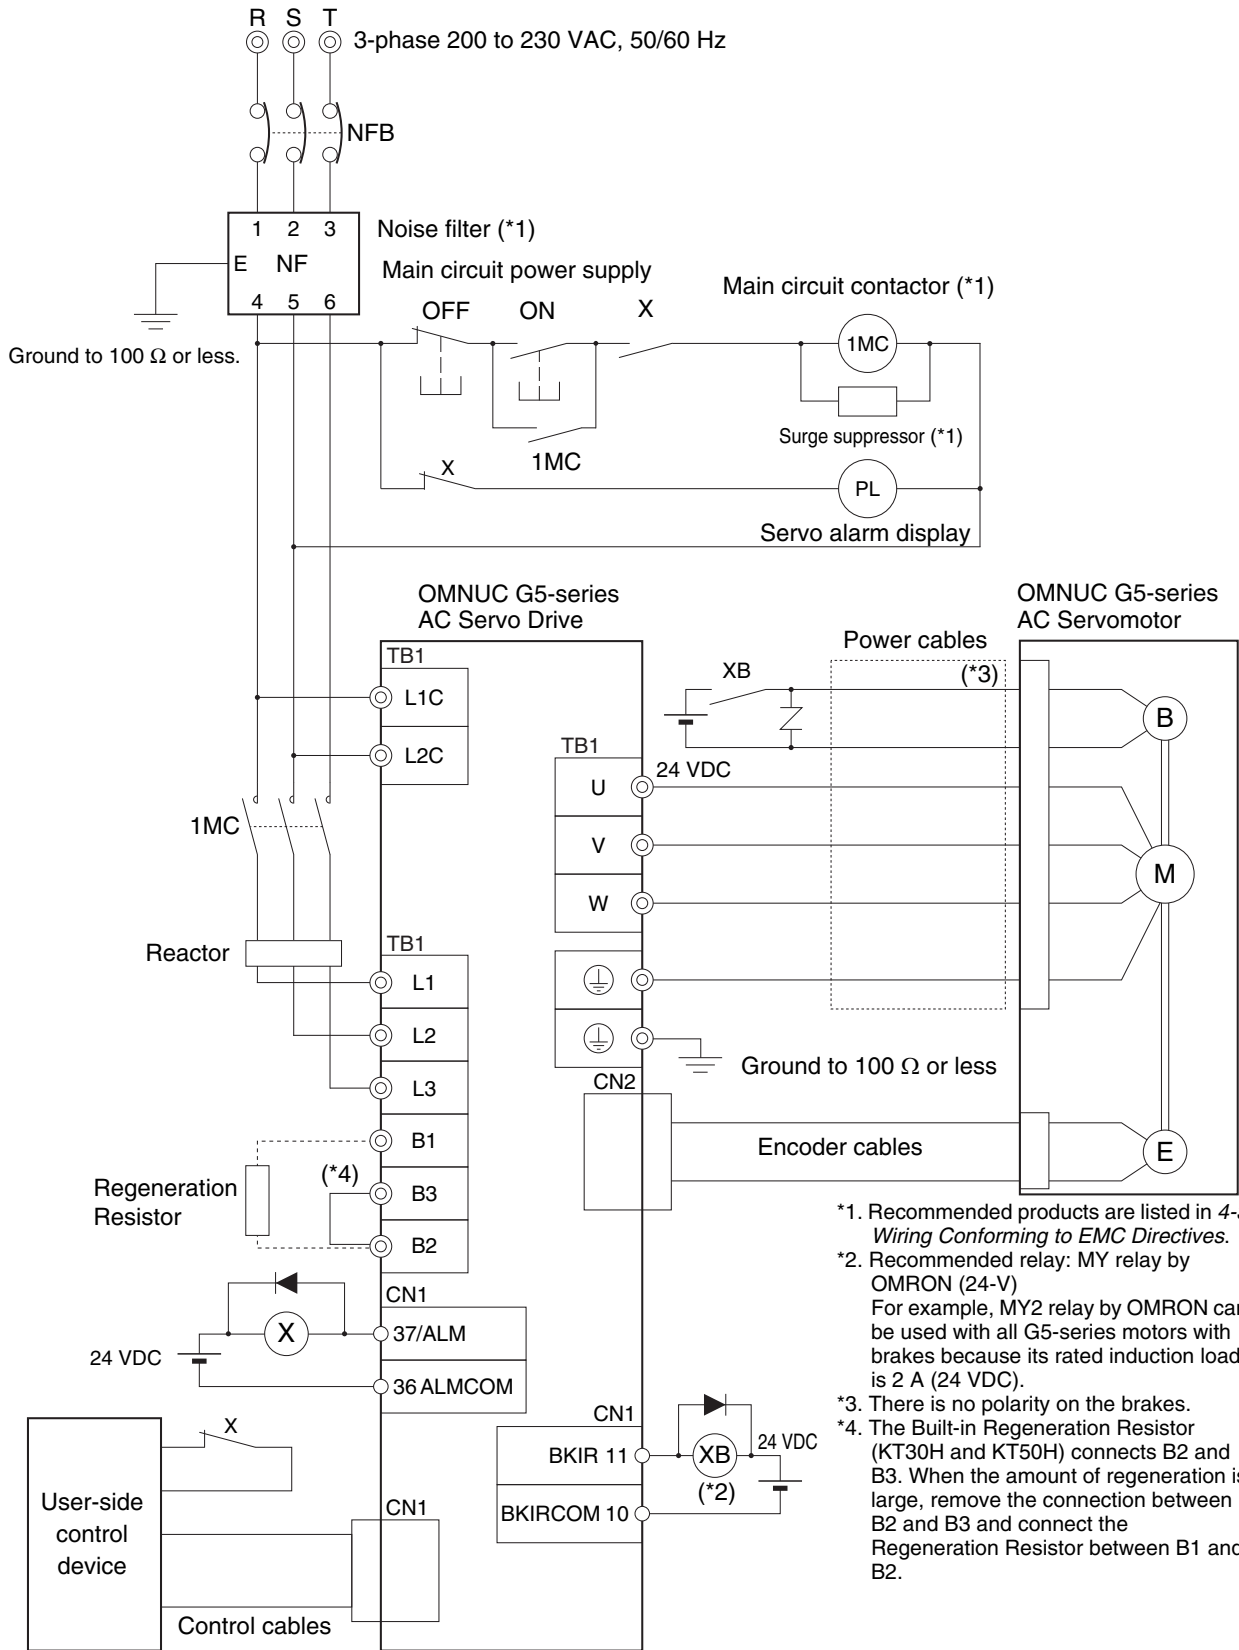 R S T
3-phase 200 to 230 VAC, 50/60 Hz
NFB
1 2 3
Noise filter (*1)
E NF
Main circuit power supply
4 5 6
OFF ON X
Main circuit contactor (*1)
1MC
Ground to 100 Ω or less.
Surge suppressor (*1)
1MC
X
PL
Servo alarm display
OMNUC G5-series
AC Servo Drive
OMNUC G5-series
AC Servomotor
TB1
Power cables
XB
(*3)
L1C
B
L2C
TB1
24 VDC
U
1MC
V
M
W
Reactor
TB1
L1
L2
Ground to 100 Ω or less
L3
CN2
B1
Encoder cables
E
(*4)
Regeneration
Resistor
B3
B2
*1. Recommended products are listed in 4-
Wiring Conforming to EMC Directives.
*2. Recommended relay: MY relay by
OMRON (24-V)
For example, MY2 relay by OMRON can
be used with all G5-series motors with
brakes because its rated induction load
is 2 A (24 VDC).
*3. There is no polarity on the brakes.
*4. The Built-in Regeneration Resistor
(KT30H and KT50H) connects B2 and
B3. When the amount of regeneration is
large, remove the connection between
B2 and B3 and connect the
Regeneration Resistor between B1 and
B2.
CN1
X
37/ALM
24 VDC
36 ALMCOM
CN1
X
BKIR 11
XB
24 VDC
(*2)
BKIRCOM 10
User-side
control
device
CN1
Control cables